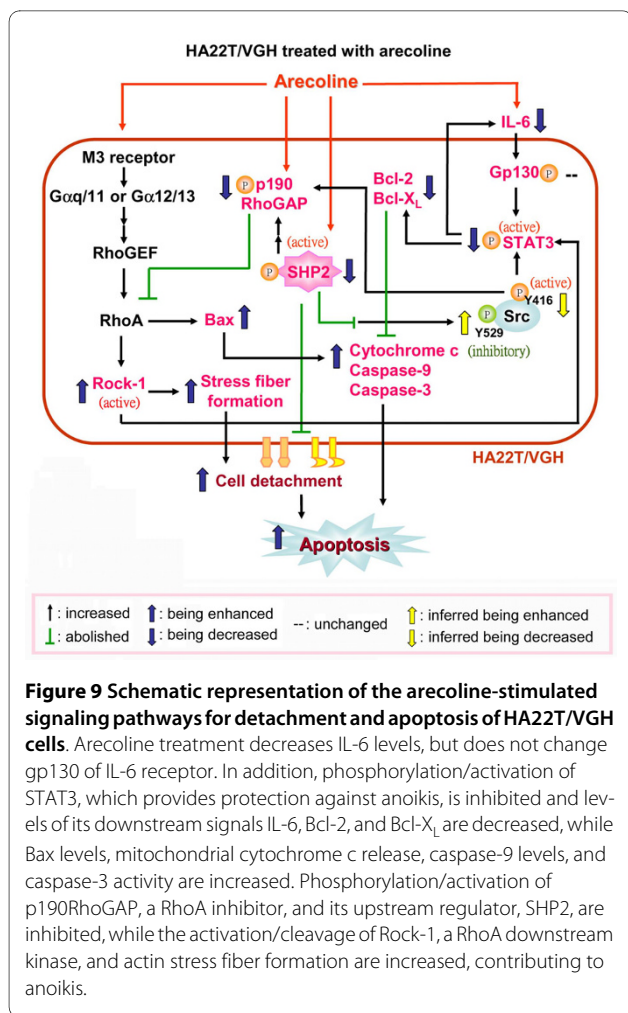 HA22T/VGH treated with arecoline
Arecoline
IL-6
M3 receptor
Gαq/11 or Gα12/13
RhoGEF
RhoA
Rock-1
(active)
Stress fiber
formation
Bax
P p190
RhoGAP
(active)
P SHP2
Bcl-2
Bcl-XL
Gp130 P --
(active)
P STAT3
(active)
P Y416
Src
P Y529
(inhibitory)
Cytochrome c
Caspase-9
Caspase-3
HA22T/VGH
Cell detachment
Apoptosis
: increased
: abolished
: being enhanced
: being decreased
--: unchanged
: inferred being enhanced
: inferred being decreased
Figure 9 Schematic representation of the arecoline-stimulated
signaling pathways for detachment and apoptosis of HA22T/VGH
cells. Arecoline treatment decreases IL-6 levels, but does not change
gp130 of IL-6 receptor. In addition, phosphorylation/activation of
STAT3, which provides protection against anoikis, is inhibited and lev-
els of its downstream signals IL-6, Bcl-2, and Bcl-XL are decreased, while
Bax levels, mitochondrial cytochrome c release, caspase-9 levels, and
caspase-3 activity are increased. Phosphorylation/activation of
p190RhoGAP, a RhoA inhibitor, and its upstream regulator, SHP2, are
inhibited, while the activation/cleavage of Rock-1, a RhoA downstream
kinase, and actin stress fiber formation are increased, contributing to
anoikis.